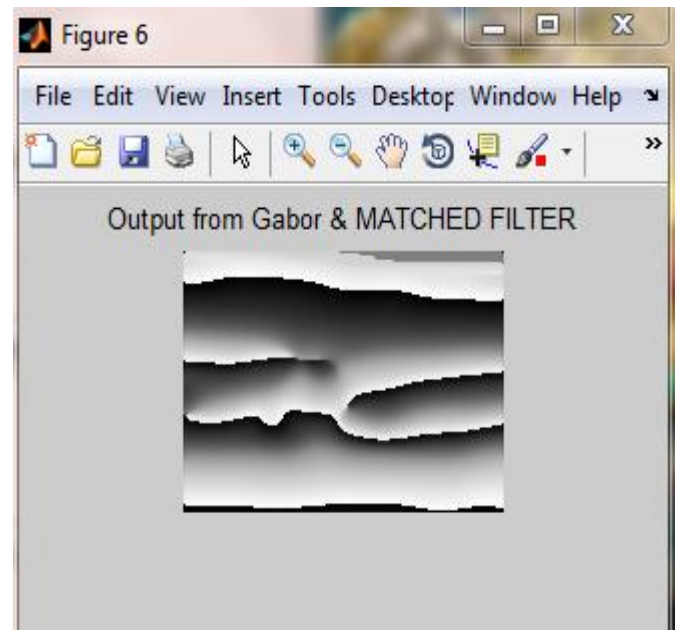 Figure 6
File Edit View Insert Tools Desktop Window Help
Output from Gabor & MATCHED FILTER